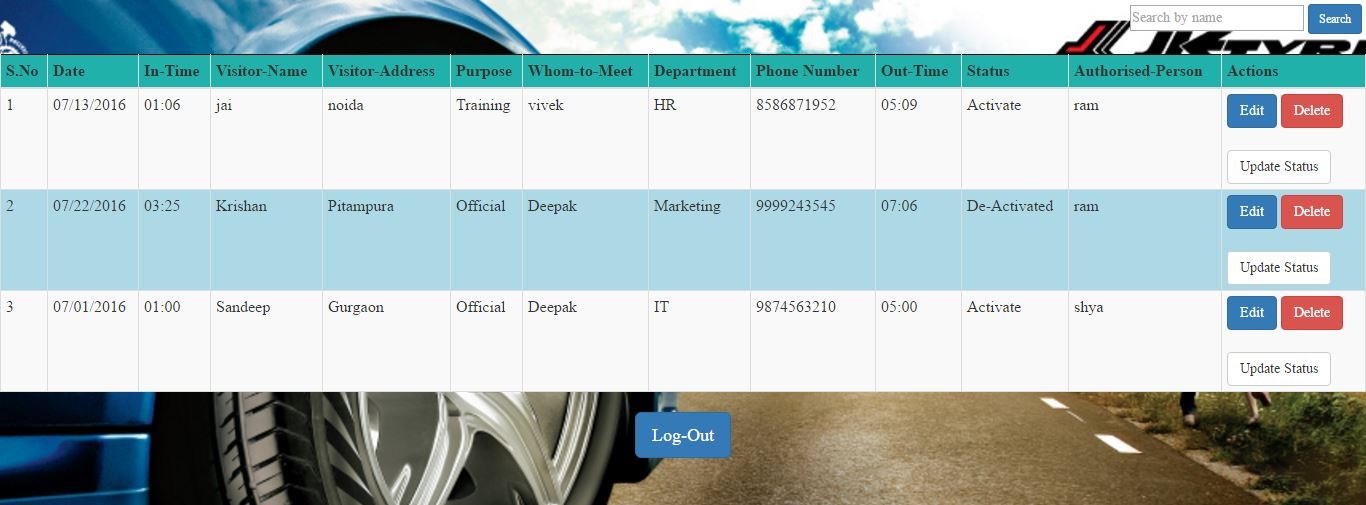 Search by name Search
JK TYRE
S.No Date In-Time Visitor-Name Visitor-Address Purpose Whom-to-Meet Department Phone Number Out-Time Status Authorised-Person Actions
1 07/13/2016 01:06 jai noida Training vivek HR 8586871952 05:09 Activate ram Edit Delete
Update Status
2 07/22/2016 03:25 Krishan Pitampura Official Deepak Marketing 9999243545 07:06 De-Activated ram Edit Delete
Update Status
3 07/01/2016 01:00 Sandeep Gurgaon Official Deepak IT 9874563210 05:00 Activate shya Edit Delete
Update Status
Log-Out